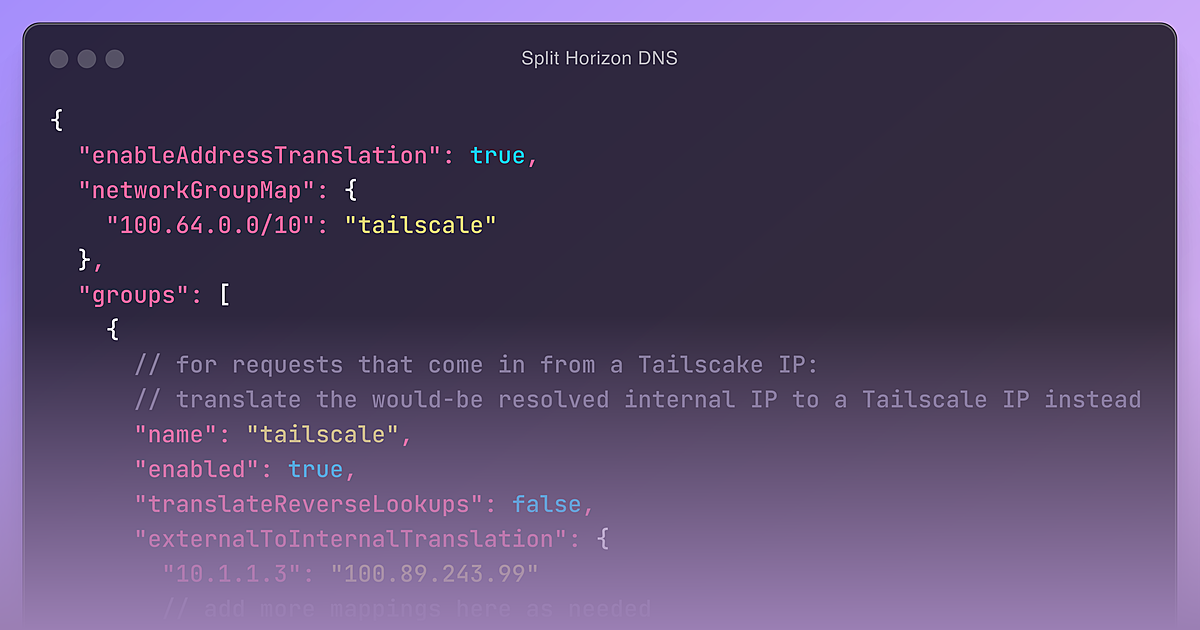 Split Horizon DNS
{
  "enableAddressTranslation": true,
  "networkGroupMap": {
    "100.64.0.0/10": "tailscale"
  },
  "groups": [
    {
      // for requests that come in from a Tailscake IP:
      // translate the would-be resolved internal IP to a Tailscale IP instead
      "name": "tailscale",
      "enabled": true,
      "translateReverseLookups": false,
      "externalToInternalTranslation": {
        "10.1.1.3": "100.89.243.99"
        // add more mappings here as needed